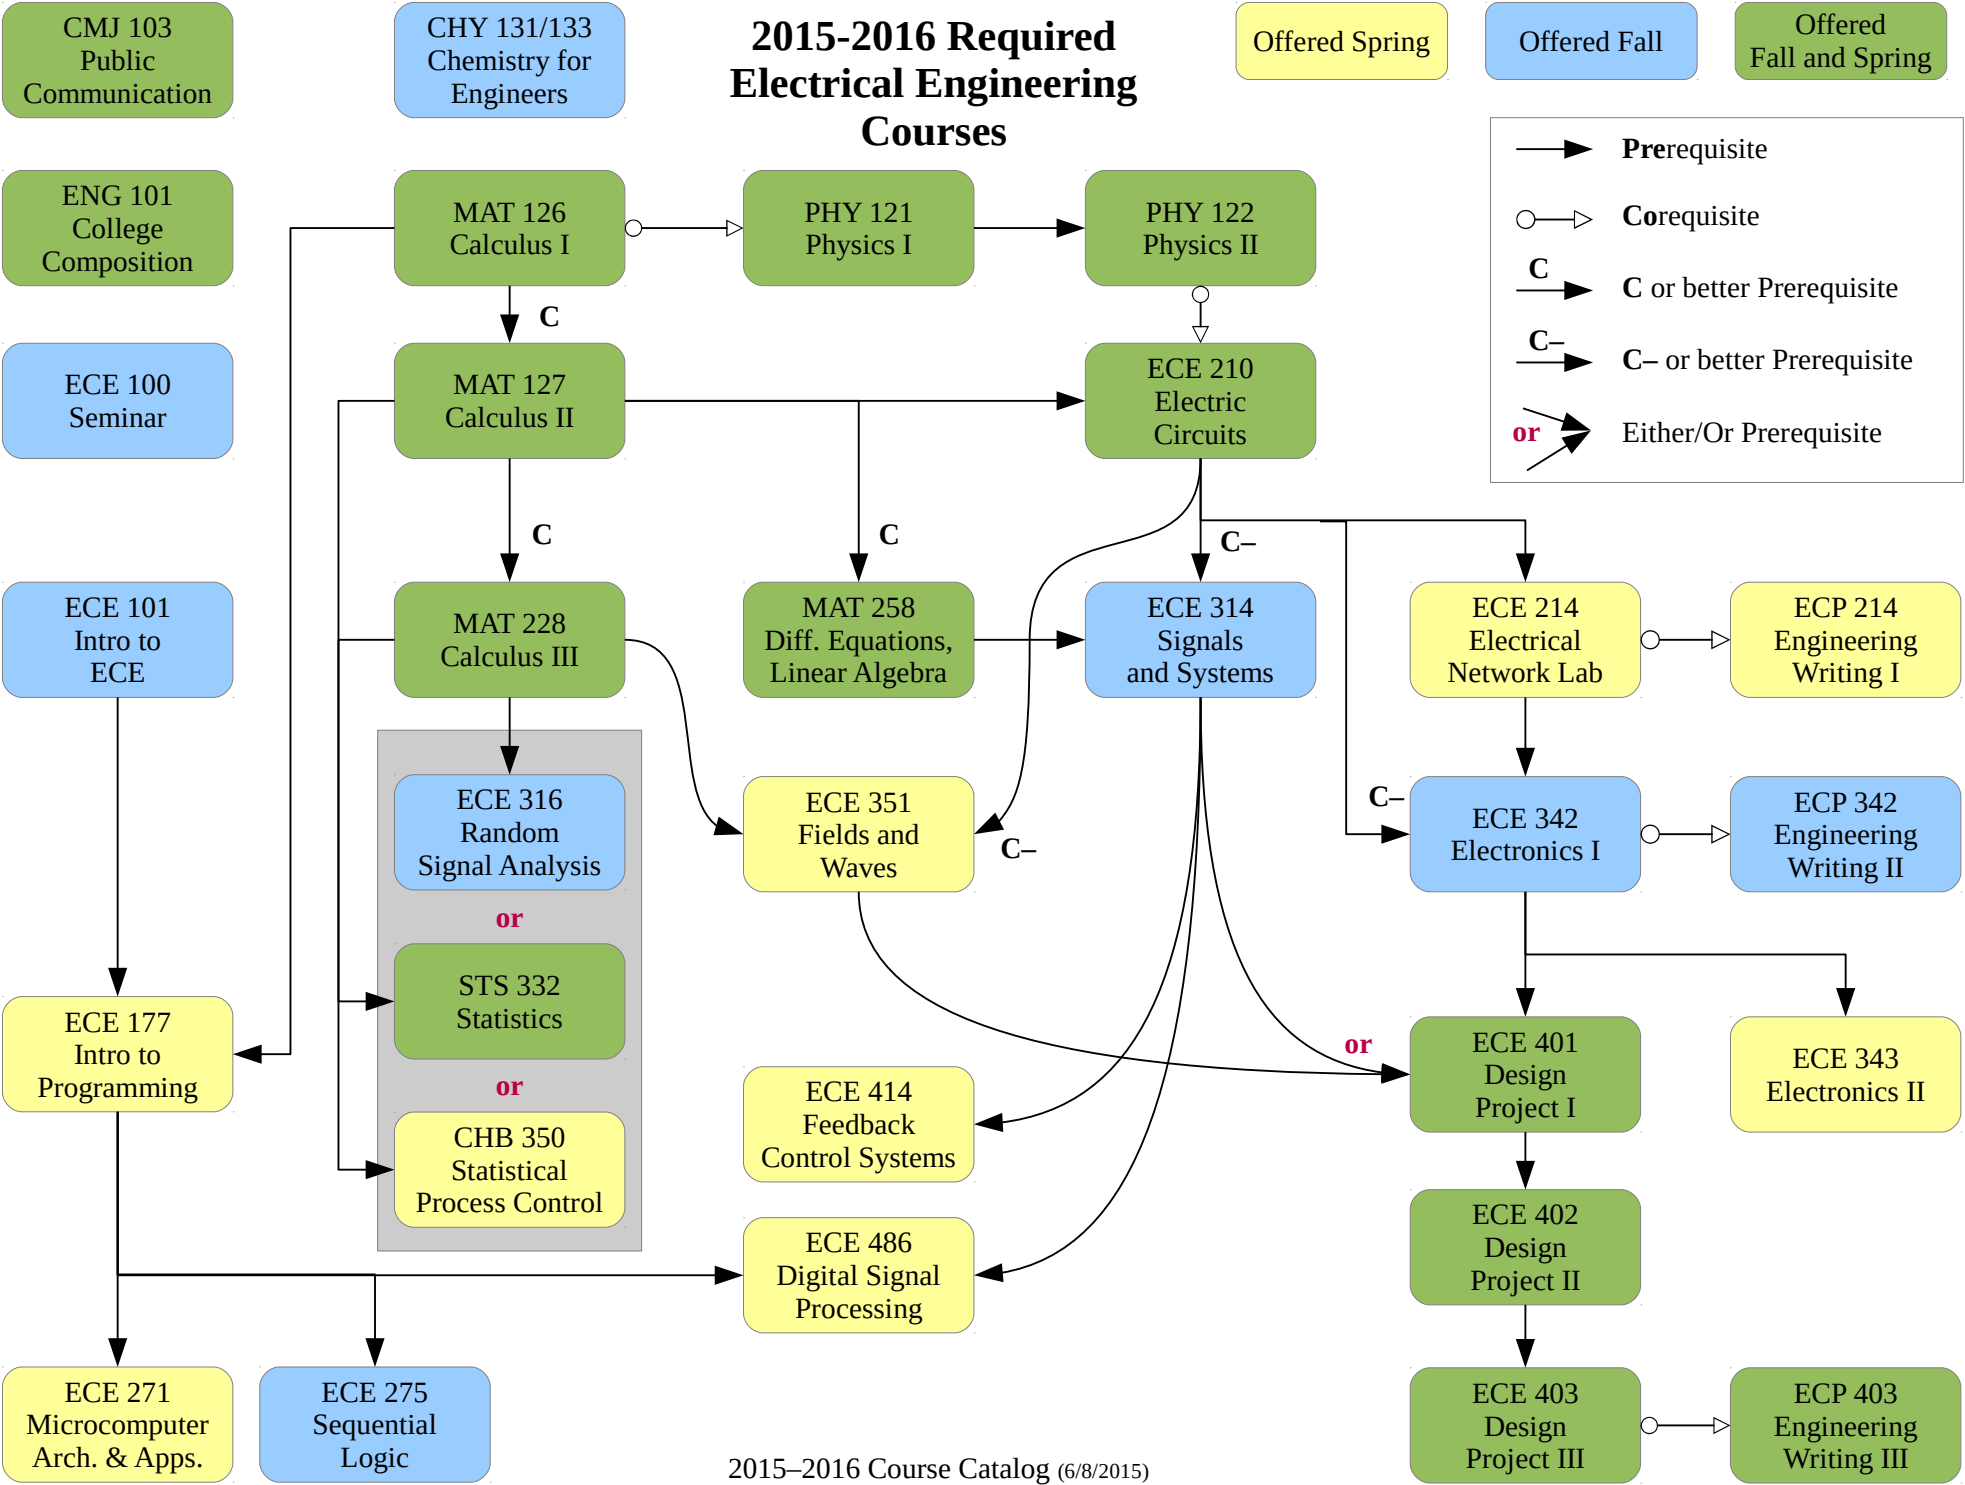 CMJ 103
Public
Communication
CHY 131/133
Chemistry for
Engineers
2015-2016 Required
Electrical Engineering
Courses
Offered Spring
Offered Fall
Offered
Fall and Spring
Prerequisite
Corequisite
C
C or better Prerequisite
C–
C– or better Prerequisite
or
Either/Or Prerequisite
ENG 101
College
Composition
MAT 126
Calculus I
PHY 121
Physics I
PHY 122
Physics II
C
ECE 100
Seminar
MAT 127
Calculus II
ECE 210
Electric
Circuits
C
C
C–
ECE 101
Intro to
ECE
MAT 228
Calculus III
MAT 258
Diff. Equations,
Linear Algebra
ECE 314
Signals
and Systems
ECE 214
Electrical
Network Lab
ECP 214
Engineering
Writing I
ECE 316
Random
Signal Analysis
ECE 351
Fields and
Waves
C–
C–
ECE 342
Electronics I
ECP 342
Engineering
Writing II
or
STS 332
Statistics
or
CHB 350
Statistical
Process Control
ECE 177
Intro to
Programming
ECE 414
Feedback
Control Systems
or
ECE 401
Design
Project I
ECE 343
Electronics II
ECE 486
Digital Signal
Processing
ECE 402
Design
Project II
ECE 271
Microcomputer
Arch. & Apps.
ECE 275
Sequential
Logic
ECE 403
Design
Project III
ECP 403
Engineering
Writing III
2015–2016 Course Catalog (6/8/2015)